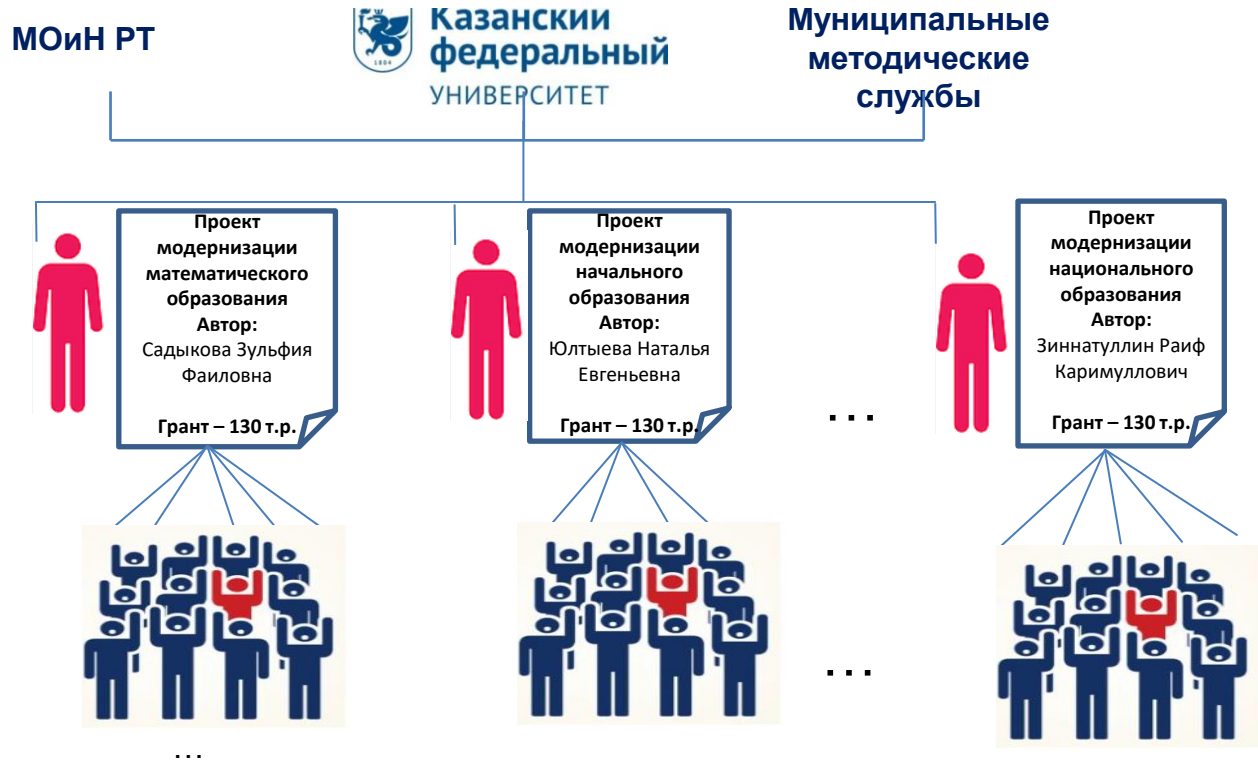 МОиН РТ
Казанский
федеральный
УНИВЕРСИТЕТ
1804
Муниципальные
методические
службы
Проект
модернизации
математического
образования
Автор:
Садыкова Зульфия
Фаиловна
Грант – 130 т.р.
Проект
модернизации
начального
образования
Автор:
Юлтыева Наталья
Евгеньевна
Грант – 130 т.р.
...
Проект
модернизации
национального
образования
Автор:
Зиннатуллин Раиф
Каримуллович
Грант – 130 т.р.
...
...